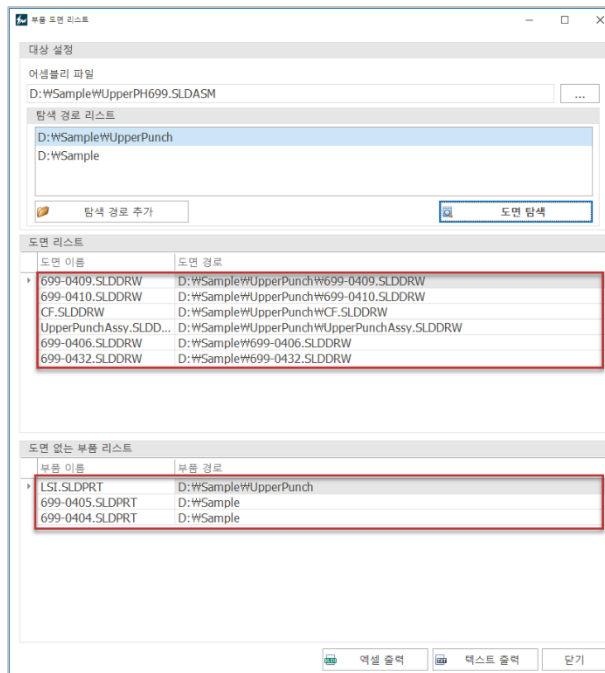 부품 도면 리스트
대상 설정
어셈블리 파일
D:₩Sample₩UpperPH699.SLDASM
...
탐색 경로 리스트
D:₩Sample₩UpperPunch
D:₩Sample
탐색 경로 추가
도면 탐색
도면 리스트
도면 이름 도면 경로
699-0409.SLDDRW D:₩Sample₩UpperPunch₩699-0409.SLDDRW
699-0410.SLDDRW D:₩Sample₩UpperPunch₩699-0410.SLDDRW
CF.SLDDRW D:₩Sample₩UpperPunch₩CF.SLDDRW
UpperPunchAssy.SLDD... D:₩Sample₩UpperPunch₩UpperPunchAssy.SLDDRW
699-0406.SLDDRW D:₩Sample₩699-0406.SLDDRW
699-0432.SLDDRW D:₩Sample₩699-0432.SLDDRW
도면 없는 부품 리스트
부품 이름 부품 경로
LSI.SLDPRT D:₩Sample₩UpperPunch
699-0405.SLDPRT D:₩Sample
699-0404.SLDPRT D:₩Sample
엑셀 출력 텍스트 출력 닫기